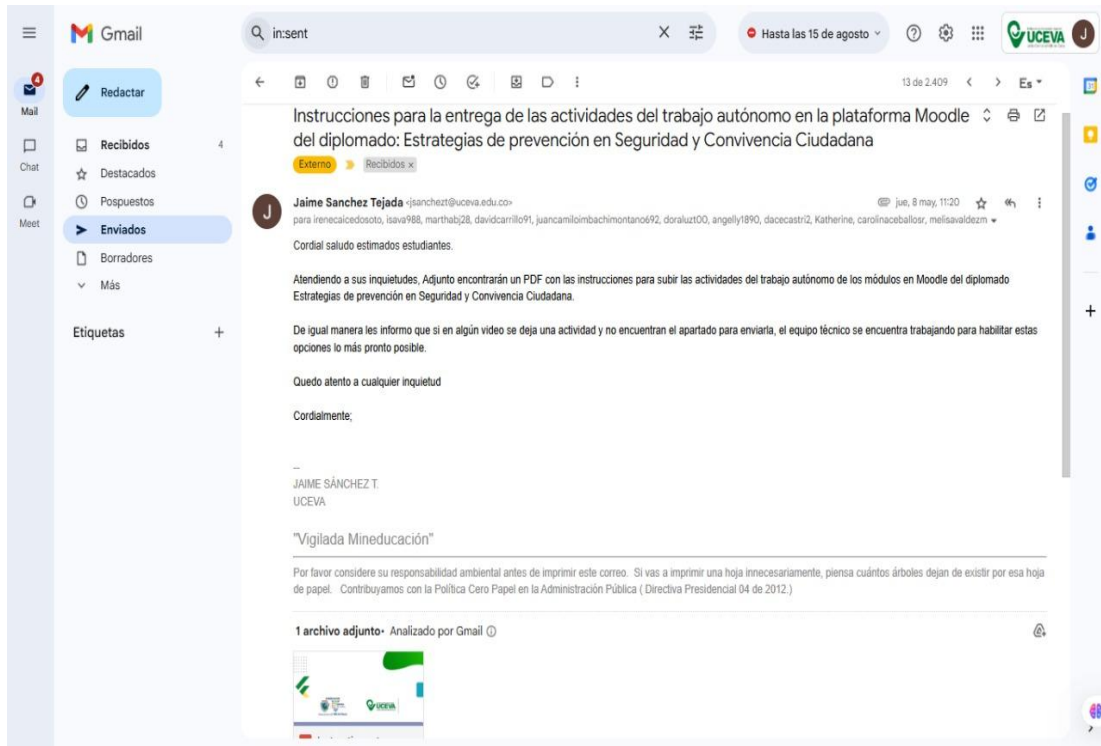 Gmail
in:sent
Hasta las 15 de agosto
UCEVA
J
4
Mail
Chat
Meet
Redactar
Recibidos 4
Destacados
Pospuestos
Enviados
Borradores
Más
Etiquetas
13 de 2.409
Es
Instrucciones para la entrega de las actividades del trabajo autónomo en la plataforma Moodle
del diplomado: Estrategias de prevención en Seguridad y Convivencia Ciudadana
Externo
Recibidos x
J
Jaime Sanchez Tejada <jsanchezt@uceva.edu.co>
jue, 8 may, 11:20
para irenecaicedosoto, isava988, marthabj28, davidcarrillo91, juancamiloimbachimontano692, doraluzt00, angelly1890, dacecastri2, Katherine, carolinaceballosr, melisavaldezm
Cordial saludo estimados estudiantes.
Atendiendo a sus inquietudes, Adjunto encontrarán un PDF con las instrucciones para subir las actividades del trabajo autónomo de los módulos en Moodle del diplomado
Estrategias de prevención en Seguridad y Convivencia Ciudadana.
De igual manera les informo que si en algún video se deja una actividad y no encuentran el apartado para enviarla, el equipo técnico se encuentra trabajando para habilitar estas
opciones lo más pronto posible.
Quedo atento a cualquier inquietud
Cordialmente;
--
JAIME SÁNCHEZ T.
UCEVA
"Vigilada Mineducación"
Por favor considere su responsabilidad ambiental antes de imprimir este correo. Si vas a imprimir una hoja innecesariamente, piensa cuántos árboles dejan de existir por esa hoja
de papel. Contribuyamos con la Política Cero Papel en la Administración Pública ( Directiva Presidencial 04 de 2012.)
1 archivo adjunto• Analizado por Gmail
UCEVA